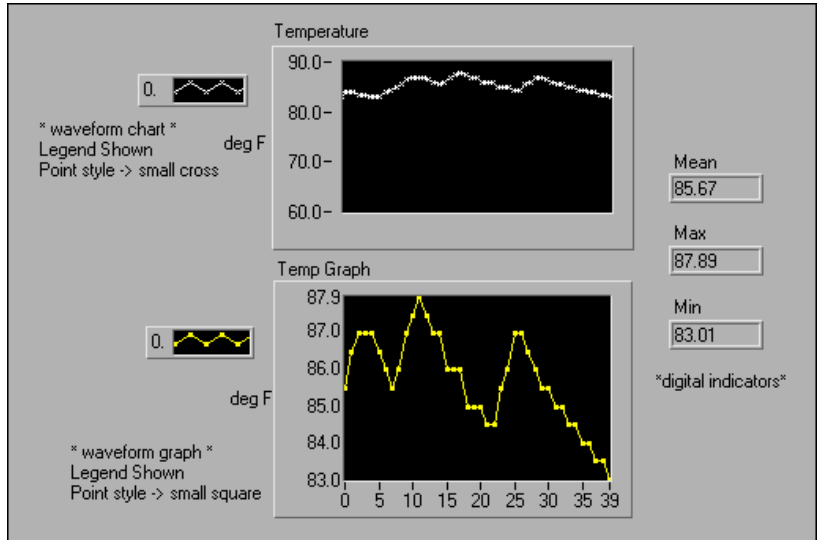 Temperature
90.0
80.0
70.0
60.0
0.
* waveform chart *
Legend Shown
Point style -> small cross
deg F
Mean
85.67
Max
87.89
Min
83.01
*digital indicators*
Temp Graph
87.9
87.0
86.0
85.0
84.0
83.0
0 5 10 15 20 25 30 35 39
0.
deg F
* waveform graph *
Legend Shown
Point style -> small square